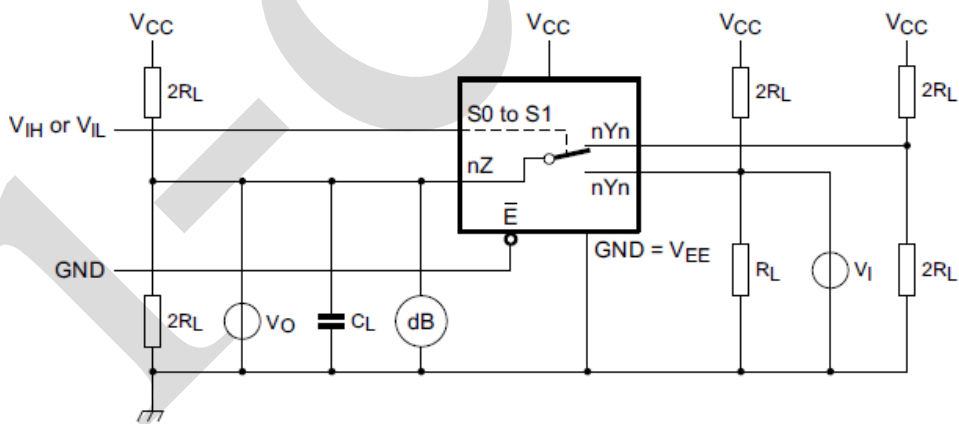 VCC
VCC
VCC
VCC
2RL
2RL
2RL
VIH or VIL
S0 to S1
nYn
nZ
nYn
E̅
GND = VEE
GND
RL
VI
2RL
2RL
VO
CL
dB